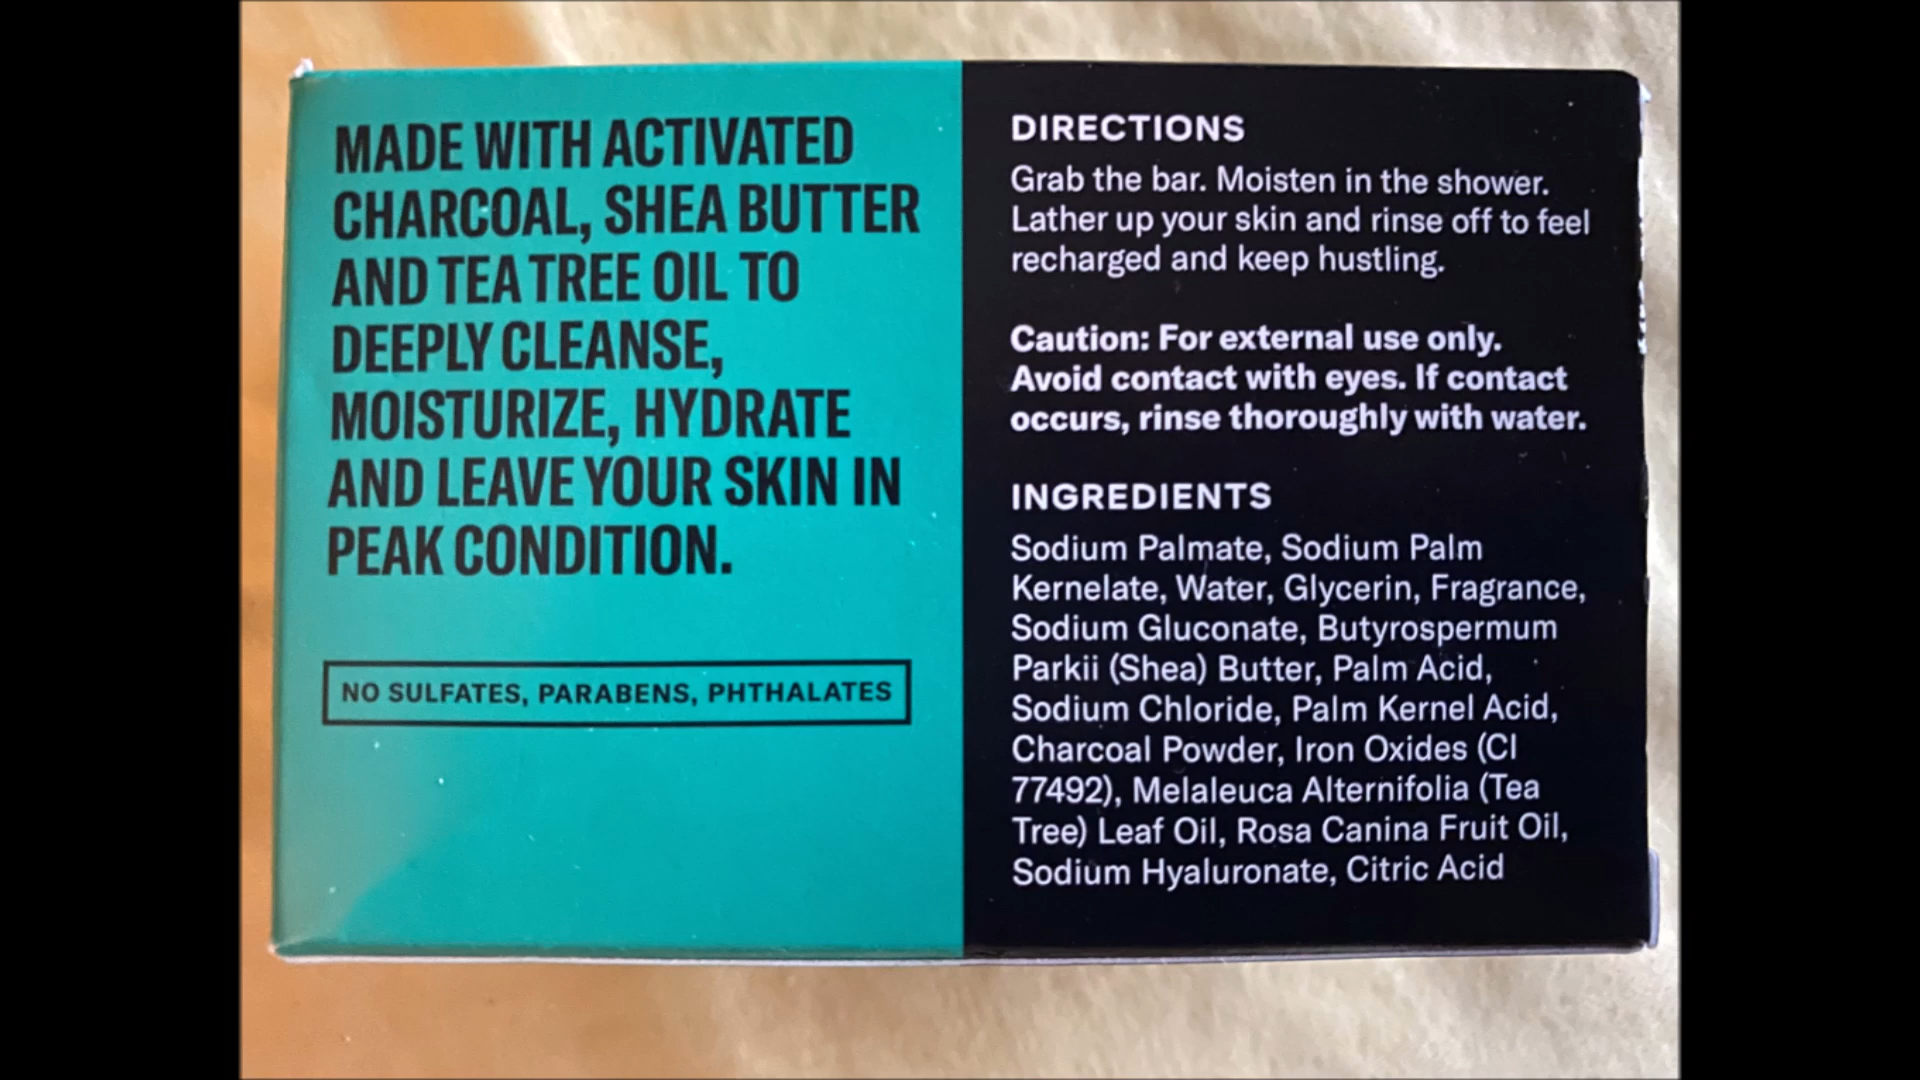 MADE WITH ACTIVATED
CHARCOAL, SHEA BUTTER
AND TEA TREE OIL TO
DEEPLY CLEANSE,
MOISTURIZE, HYDRATE
AND LEAVE YOUR SKIN IN
PEAK CONDITION.
NO SULFATES, PARABENS, PHTHALATES
DIRECTIONS
Grab the bar. Moisten in the shower.
Lather up your skin and rinse off to feel
recharged and keep hustling.
Caution: For external use only.
Avoid contact with eyes. If contact
occurs, rinse thoroughly with water.
INGREDIENTS
Sodium Palmate, Sodium Palm
Kernelate, Water, Glycerin, Fragrance,
Sodium Gluconate, Butyrospermum
Parkii (Shea) Butter, Palm Acid,
Sodium Chloride, Palm Kernel Acid,
Charcoal Powder, Iron Oxides (CI
77492), Melaleuca Alternifolia (Tea
Tree) Leaf Oil, Rosa Canina Fruit Oil,
Sodium Hyaluronate, Citric Acid